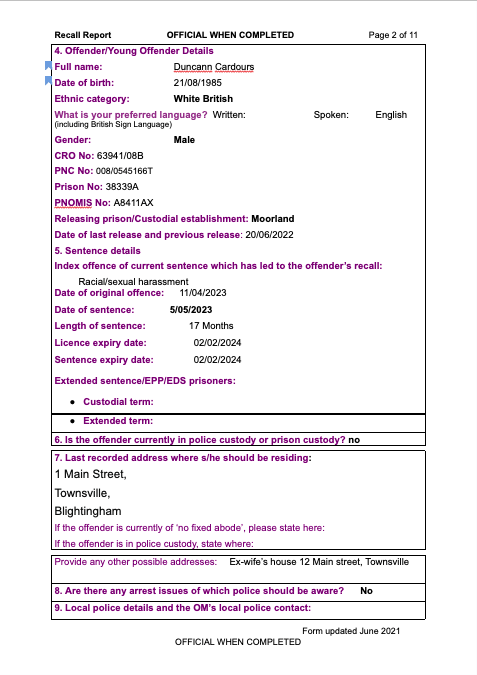 Recall Report OFFICIAL WHEN COMPLETED Page 2 of 11
4. Offender/Young Offender Details
Full name: Duncann Cardours
Date of birth: 21/08/1985
Ethnic category: White British
What is your preferred language? Written: Spoken: English
(including British Sign Language)
Gender: Male
CRO No: 63941/08B
PNC No: 008/0545166T
Prison No: 38339A
PNOMIS No: A8411AX
Releasing prison/Custodial establishment: Moorland
Date of last release and previous release: 20/06/2022
5. Sentence details
Index offence of current sentence which has led to the offender's recall:
Racial/sexual harassment
Date of original offence: 11/04/2023
Date of sentence: 5/05/2023
Length of sentence: 17 Months
Licence expiry date: 02/02/2024
Sentence expiry date: 02/02/2024
Extended sentence/EPP/EDS prisoners:
• Custodial term:
• Extended term:
6. Is the offender currently in police custody or prison custody? no
7. Last recorded address where s/he should be residing:
1 Main Street,
Townsville,
Blightingham
If the offender is currently of 'no fixed abode', please state here:
If the offender is in police custody, state where:
Provide any other possible addresses: Ex-wife's house 12 Main street, Townsville
8. Are there any arrest issues of which police should be aware? No
9. Local police details and the OM's local police contact:
Form updated June 2021
OFFICIAL WHEN COMPLETED